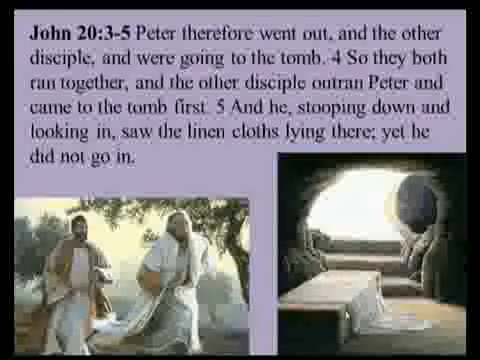 John 20:3-5 Peter therefore went out, and the other
disciple, and were going to the tomb. 4 So they both
ran together, and the other disciple outran Peter and
came to the tomb first. 5 And he, stooping down and
looking in, saw the linen cloths lying there; yet he
did not go in.